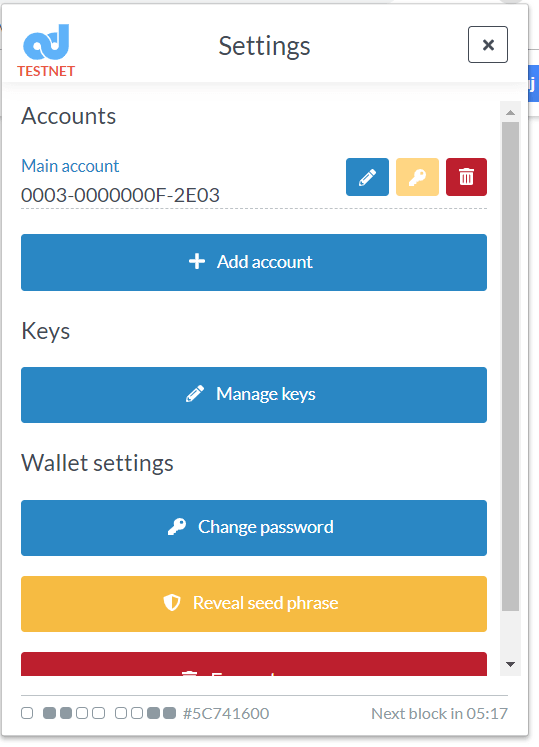 TESTNET
Settings
Accounts
Main account
0003-0000000F-2E03
Add account
Keys
Manage keys
Wallet settings
Change password
Reveal seed phrase
#5C741600
Next block in 05:17